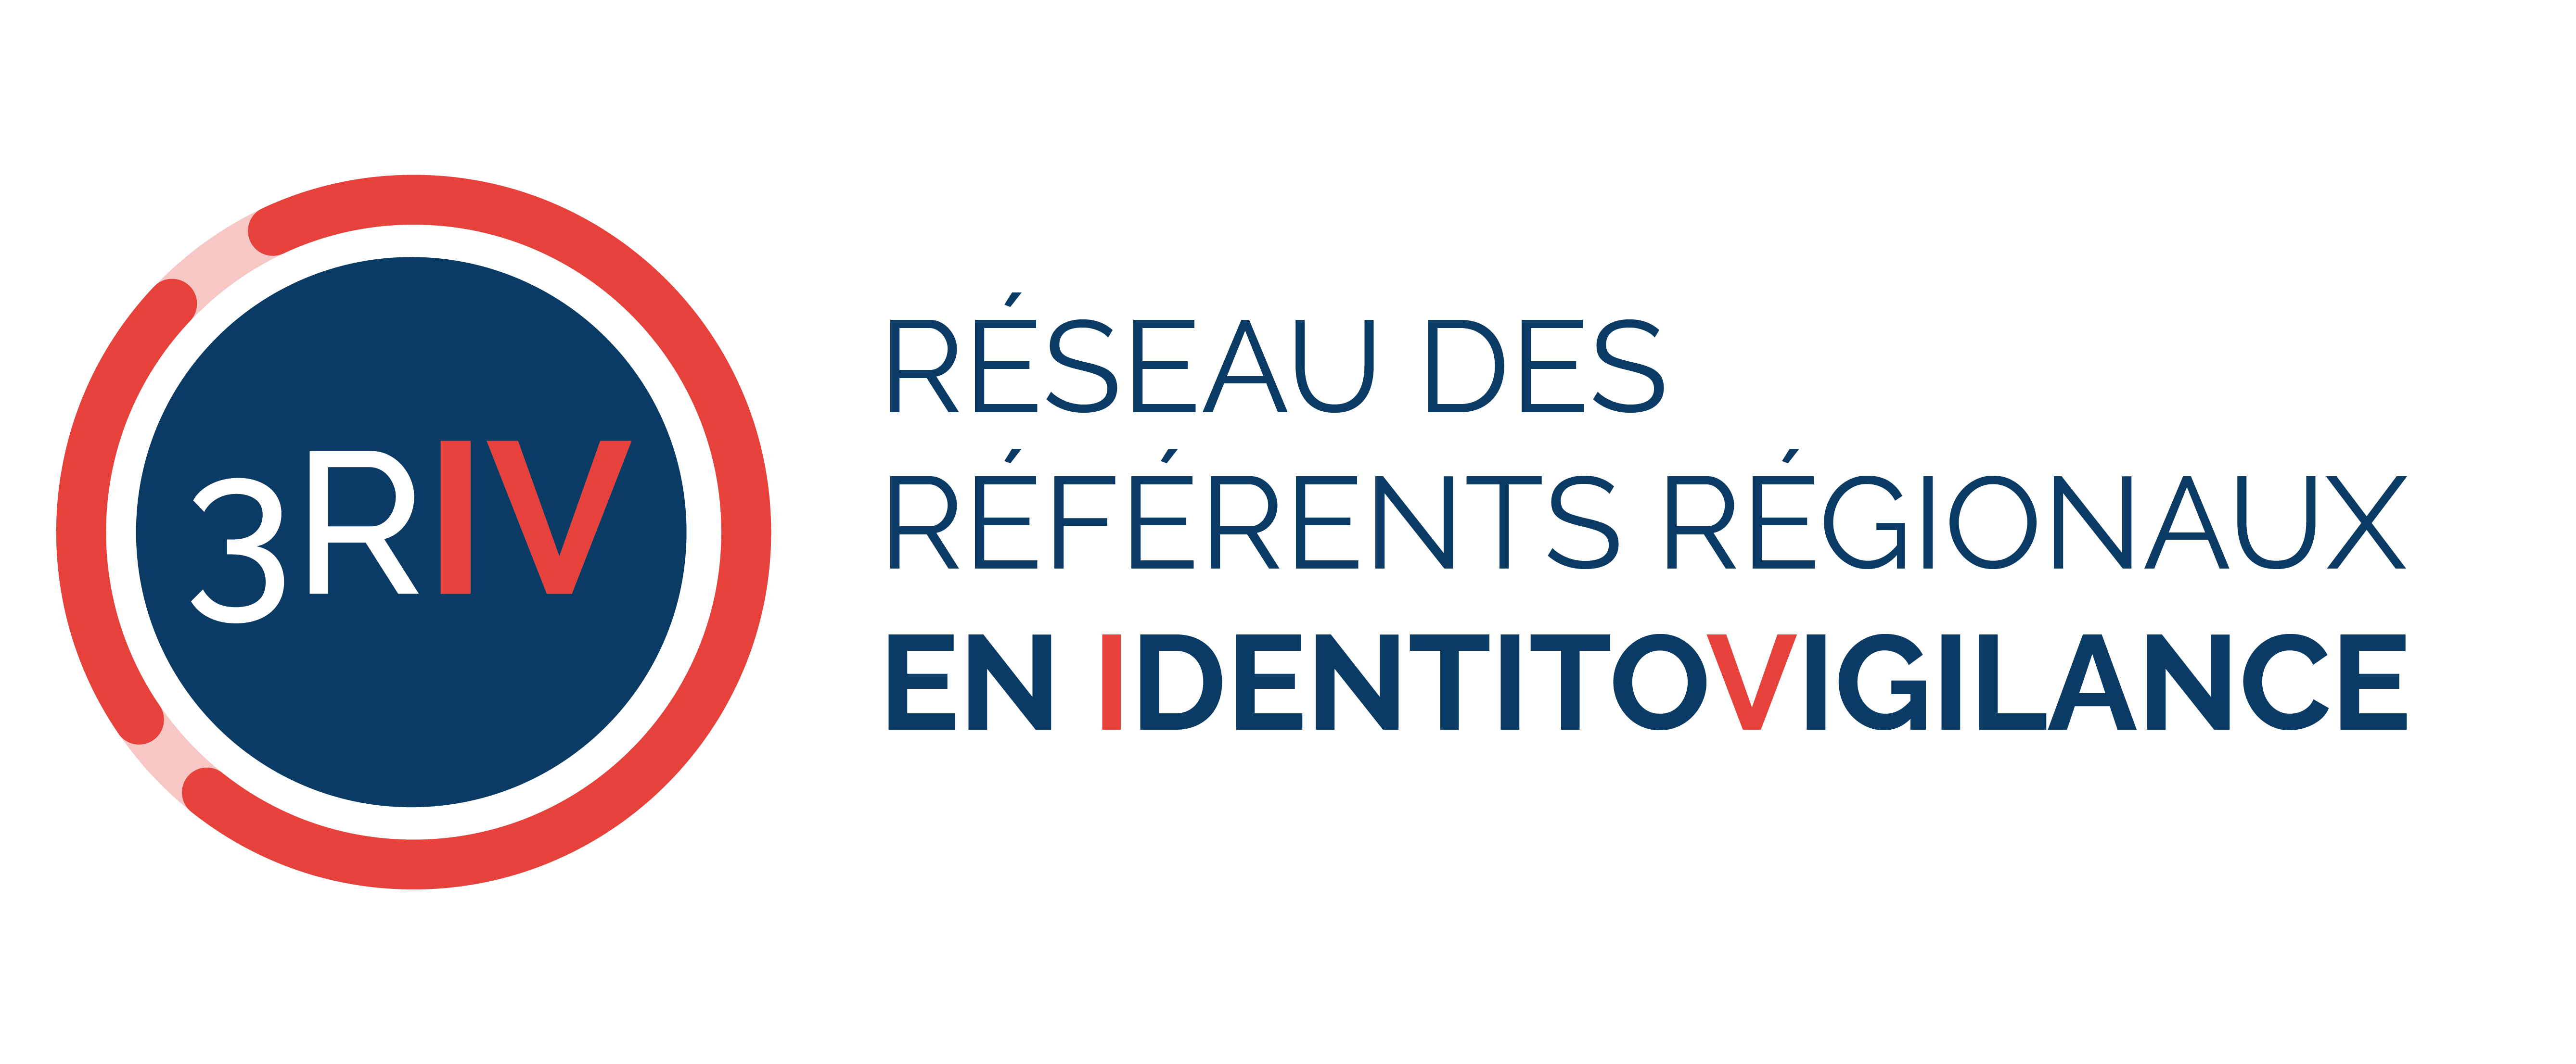 3RIV
RÉSEAU DES
RÉFÉRENTS RÉGIONAUX
EN IDENTITOVIGILANCE